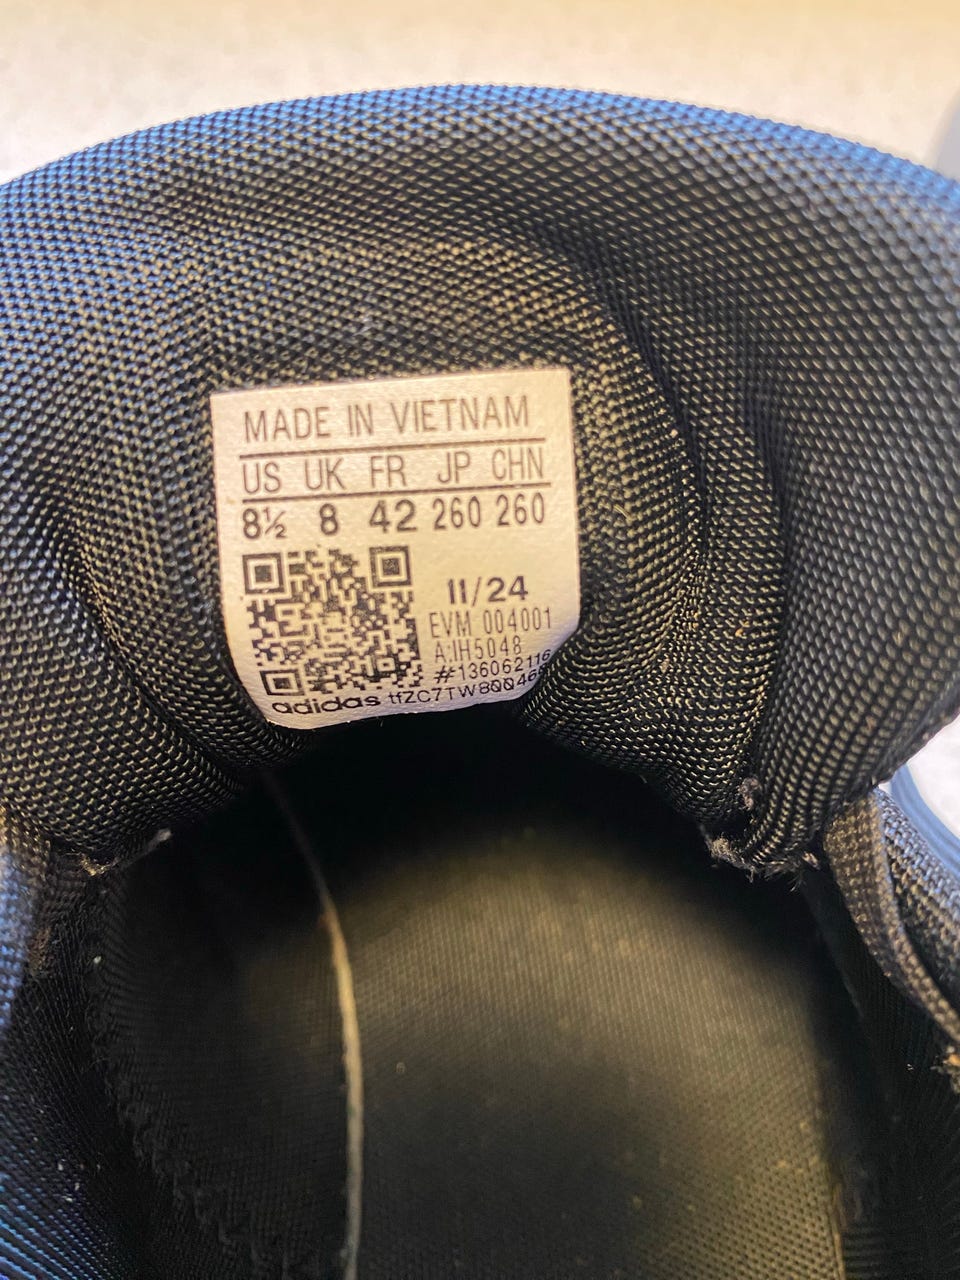 MADE IN VIETNAM
US UK FR JP CHN
8½ 8 42 260 260
11/24
EVM 004001
A:IH5048
#136062116
adidas